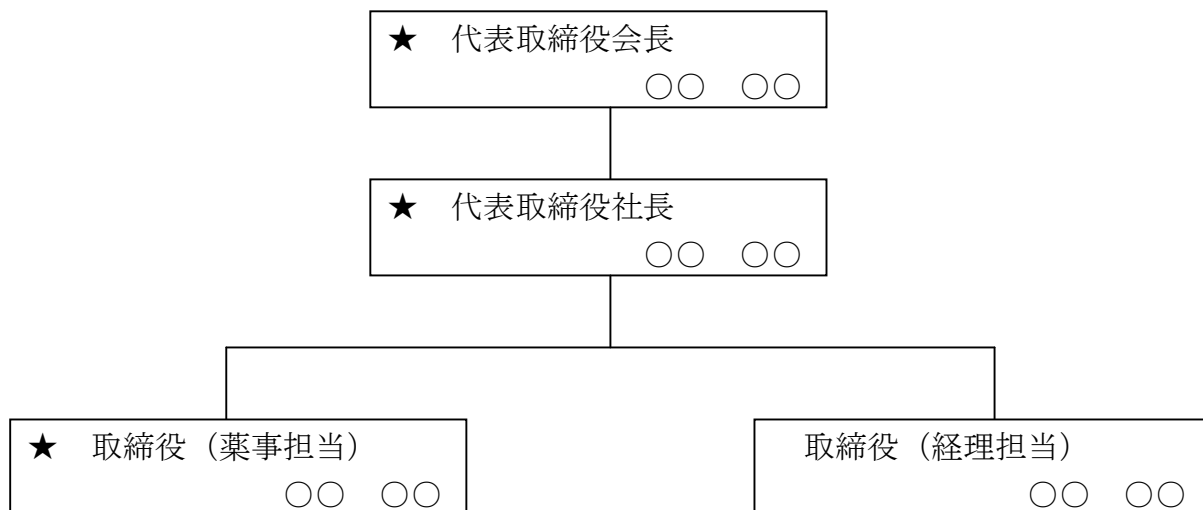 ★ 代表取締役会長
○○ ○○
★ 代表取締役社長
○○ ○○
★ 取締役（薬事担当）
○○ ○○
取締役（経理担当）
○○ ○○